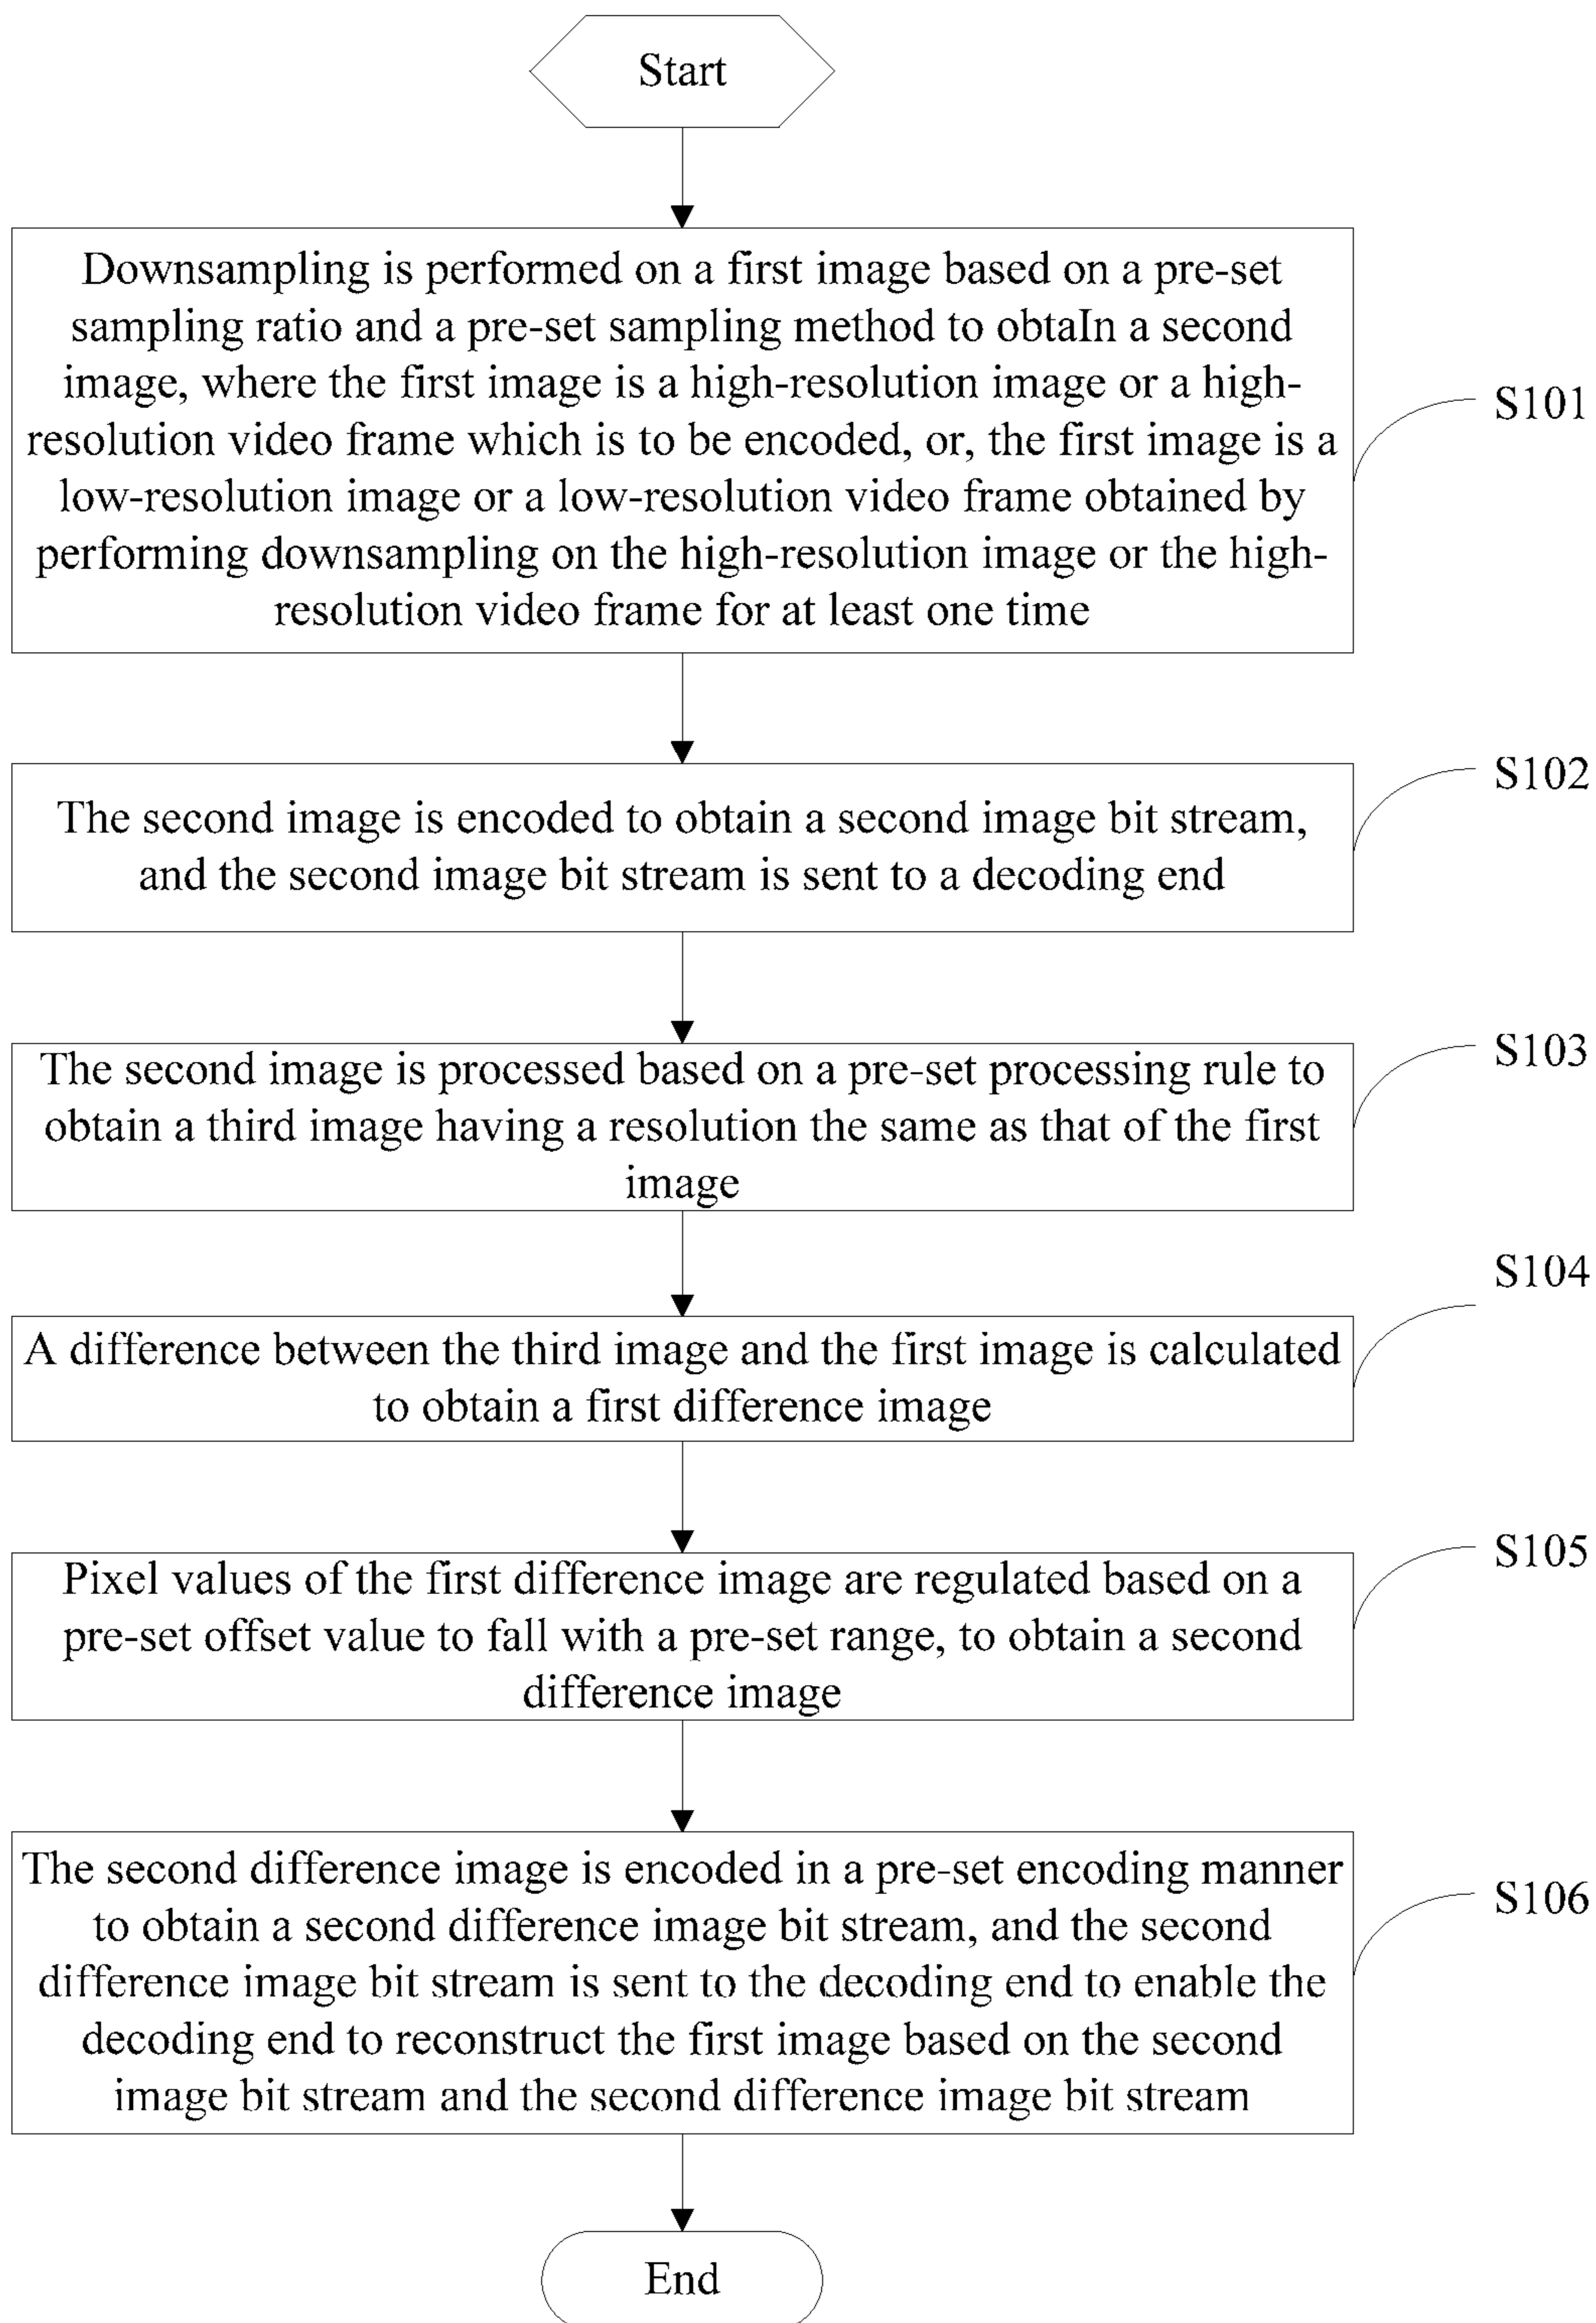 Start
Downsampling is performed on a first image based on a pre-set
sampling ratio and a pre-set sampling method to obtaIn a second
image, where the first image is a high-resolution image or a high-
resolution video frame which is to be encoded, or, the first image is a
low-resolution image or a low-resolution video frame obtained by
performing downsampling on the high-resolution image or the high-
resolution video frame for at least one time
S101
The second image is encoded to obtain a second image bit stream,
and the second image bit stream is sent to a decoding end
S102
The second image is processed based on a pre-set processing rule to
obtain a third image having a resolution the same as that of the first
image
S103
A difference between the third image and the first image is calculated
to obtain a first difference image
S104
Pixel values of the first difference image are regulated based on a
pre-set offset value to fall with a pre-set range, to obtain a second
difference image
S105
The second difference image is encoded in a pre-set encoding manner
to obtain a second difference image bit stream, and the second
difference image bit stream is sent to the decoding end to enable the
decoding end to reconstruct the first image based on the second
image bit stream and the second difference image bit stream
S106
End